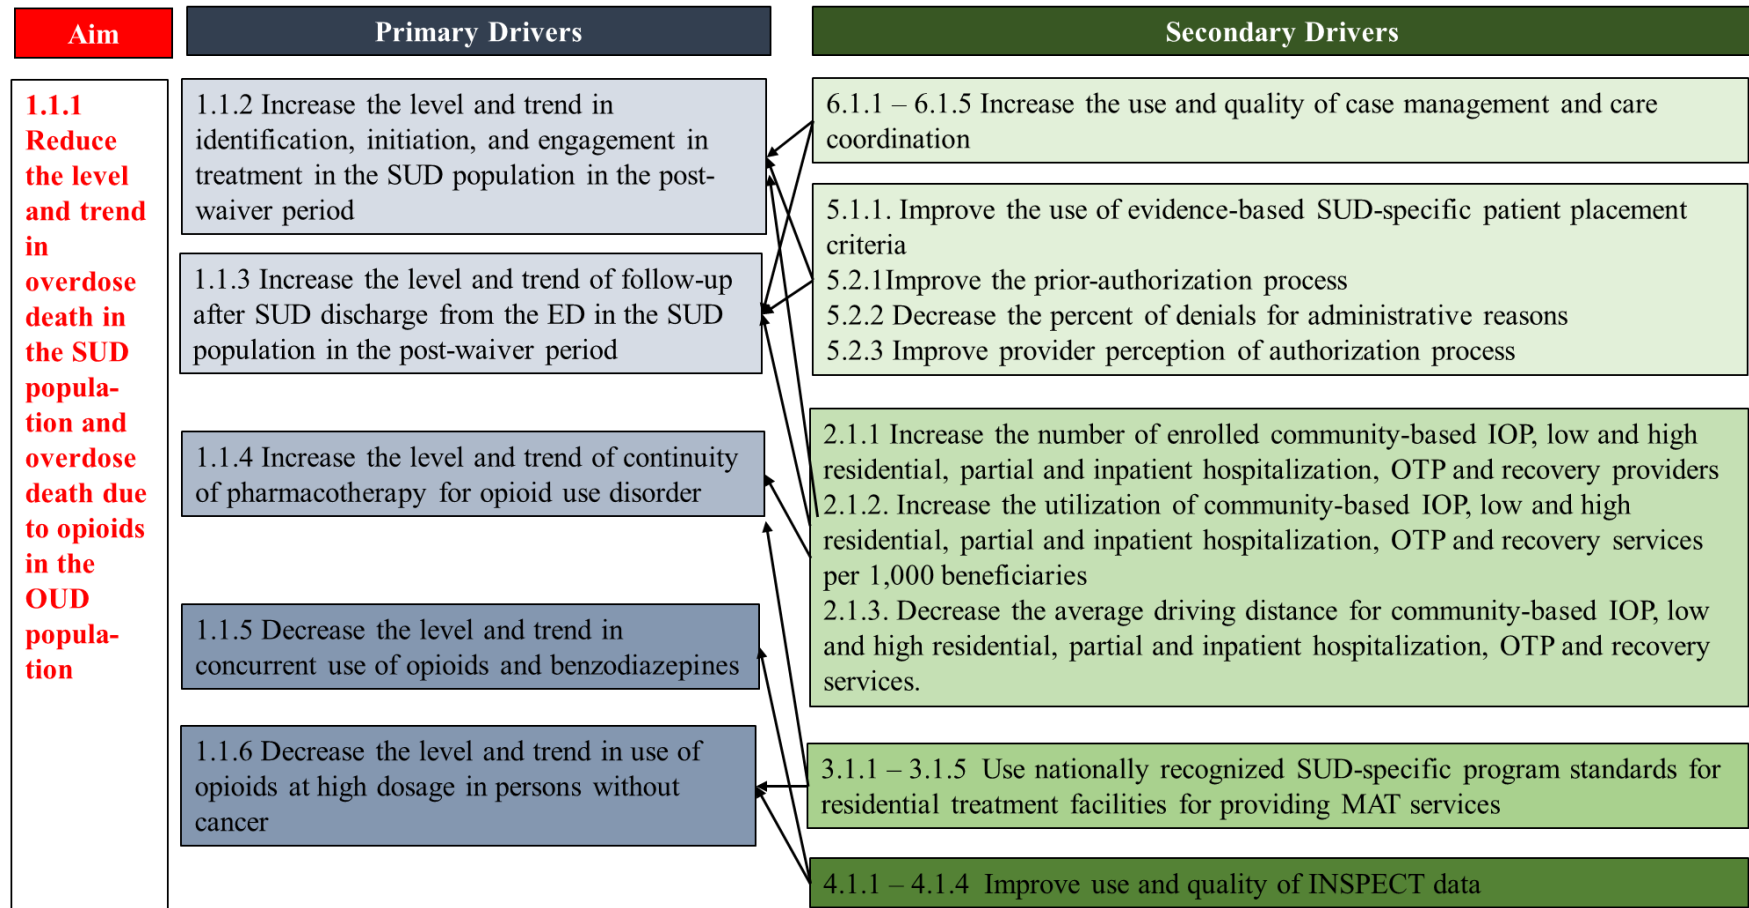 Aim
Primary Drivers
Secondary Drivers
1.1.1
Reduce
the level
and trend
in
overdose
death in
the SUD
popula-
tion and
overdose
death due
to opioids
in the
OUD
popula-
tion
1.1.2 Increase the level and trend in
identification, initiation, and engagement in
treatment in the SUD population in the post-
waiver period
1.1.3 Increase the level and trend of follow-up
after SUD discharge from the ED in the SUD
population in the post-waiver period
1.1.4 Increase the level and trend of continuity
of pharmacotherapy for opioid use disorder
1.1.5 Decrease the level and trend in
concurrent use of opioids and benzodiazepines
1.1.6 Decrease the level and trend in use of
opioids at high dosage in persons without
cancer
6.1.1 – 6.1.5 Increase the use and quality of case management and care
coordination
5.1.1. Improve the use of evidence-based SUD-specific patient placement
criteria
5.2.1Improve the prior-authorization process
5.2.2 Decrease the percent of denials for administrative reasons
5.2.3 Improve provider perception of authorization process
2.1.1 Increase the number of enrolled community-based IOP, low and high
residential, partial and inpatient hospitalization, OTP and recovery providers
2.1.2. Increase the utilization of community-based IOP, low and high
residential, partial and inpatient hospitalization, OTP and recovery services
per 1,000 beneficiaries
2.1.3. Decrease the average driving distance for community-based IOP, low
and high residential, partial and inpatient hospitalization, OTP and recovery
services.
3.1.1 – 3.1.5 Use nationally recognized SUD-specific program standards for
residential treatment facilities for providing MAT services
4.1.1 – 4.1.4 Improve use and quality of INSPECT data